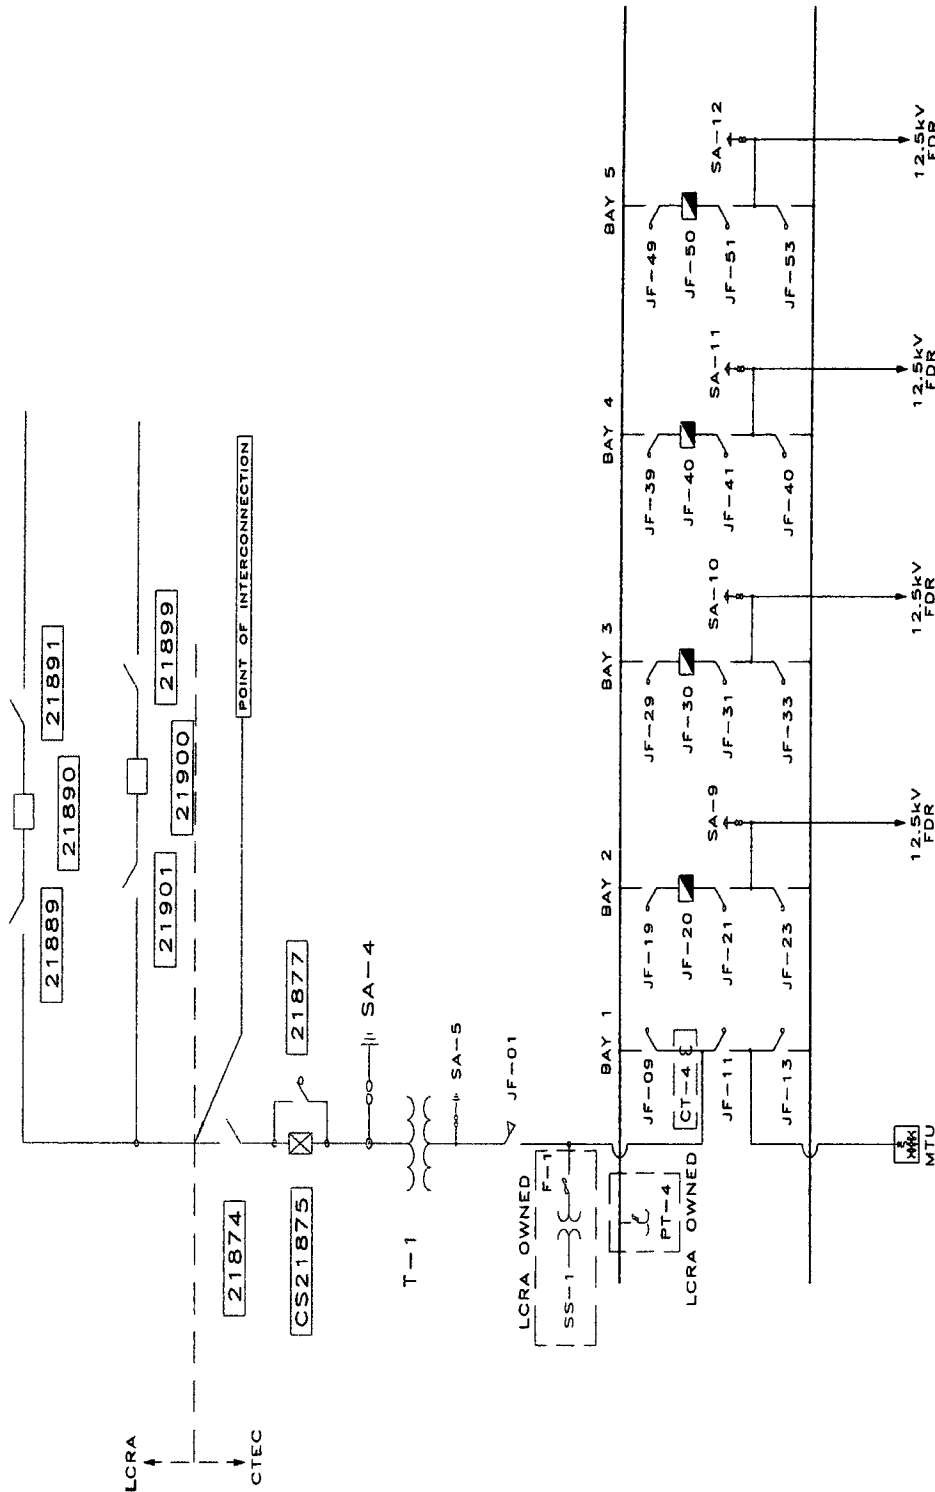 21889
21890
21891
21901
21900
21899
LCRA
CTEC
POINT OF INTERCONNECTION
21874
CS21875
21877
SA-4
T-1
SA-5
JF-01
LCRA OWNED
F-1
SS-1
PT-4
LCRA OWNED
BAY 1
JF-09
CT-4
JF-11
JF-13
MTU
BAY 2
JF-19
JF-20
JF-21
JF-23
SA-9
12.5kV
FDR
BAY 3
JF-29
JF-30
JF-31
JF-33
SA-10
12.5kV
FDR
BAY 4
JF-39
JF-40
JF-41
JF-40
SA-11
12.5kV
FDR
BAY 5
JF-49
JF-50
JF-51
JF-53
SA-12
12.5kV
FDR